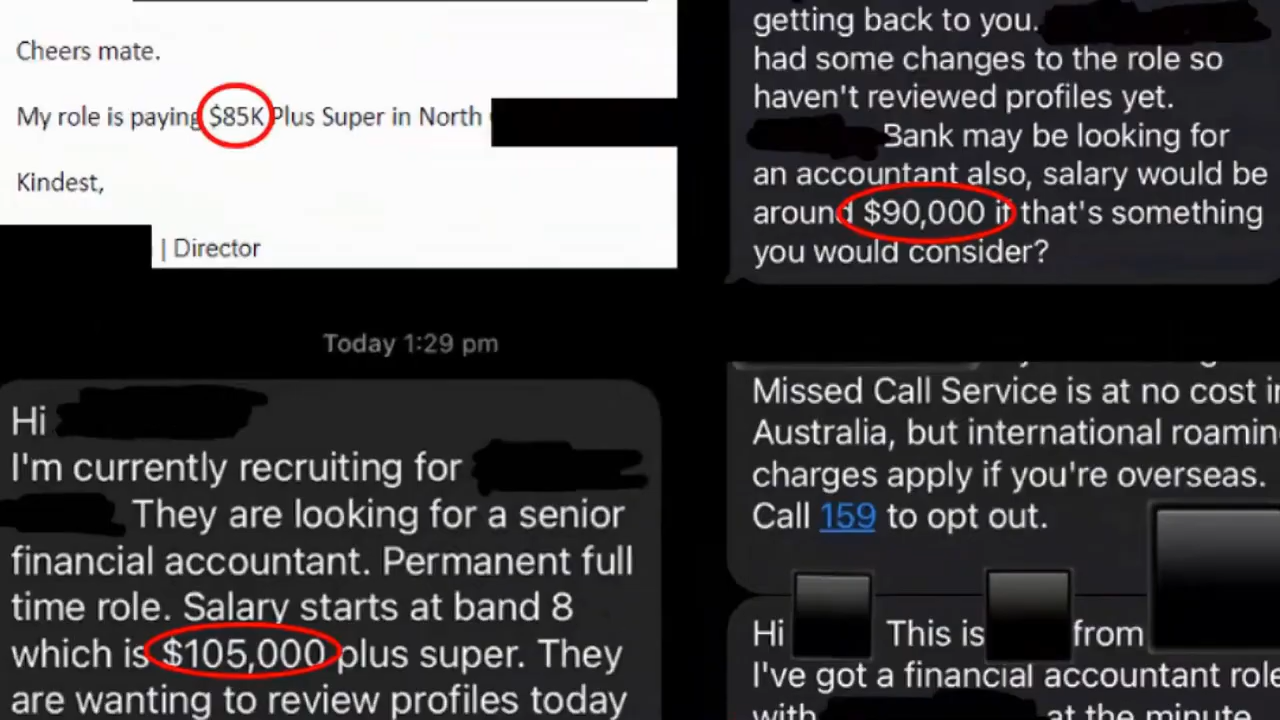 Cheers mate.
My role is paying $85K Plus Super in North
Kindest,
| Director
getting back to you.
had some changes to the role so
haven't reviewed profiles yet.
Bank may be looking for
an accountant also, salary would be
around $90,000 if that's something
you would consider?
Today 1:29 pm
Hi
I'm currently recruiting for
They are looking for a senior
financial accountant. Permanent full
time role. Salary starts at band 8
which is $105,000 plus super. They
are wanting to review profiles today
Missed Call Service is at no cost in
Australia, but international roamin
charges apply if you're overseas.
Call 159 to opt out.
Hi This is from
I've got a financial accountant role
with at the minute